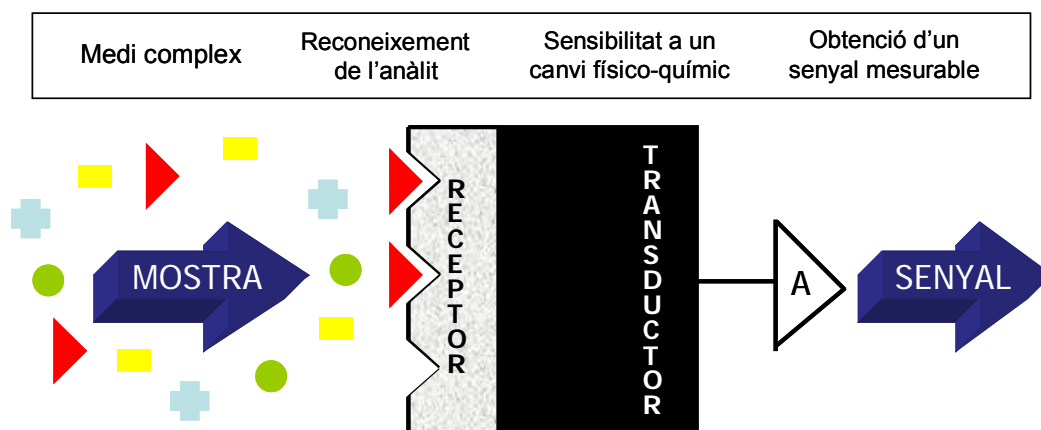 Medi complex
Reconeixement
de l'anàlit
Sensibilitat a un
canvi físico-químic
Obtenció d'un
senyal mesurable
MOSTRA
RECEPTOR
TRANSDUCTOR
A
SENYAL